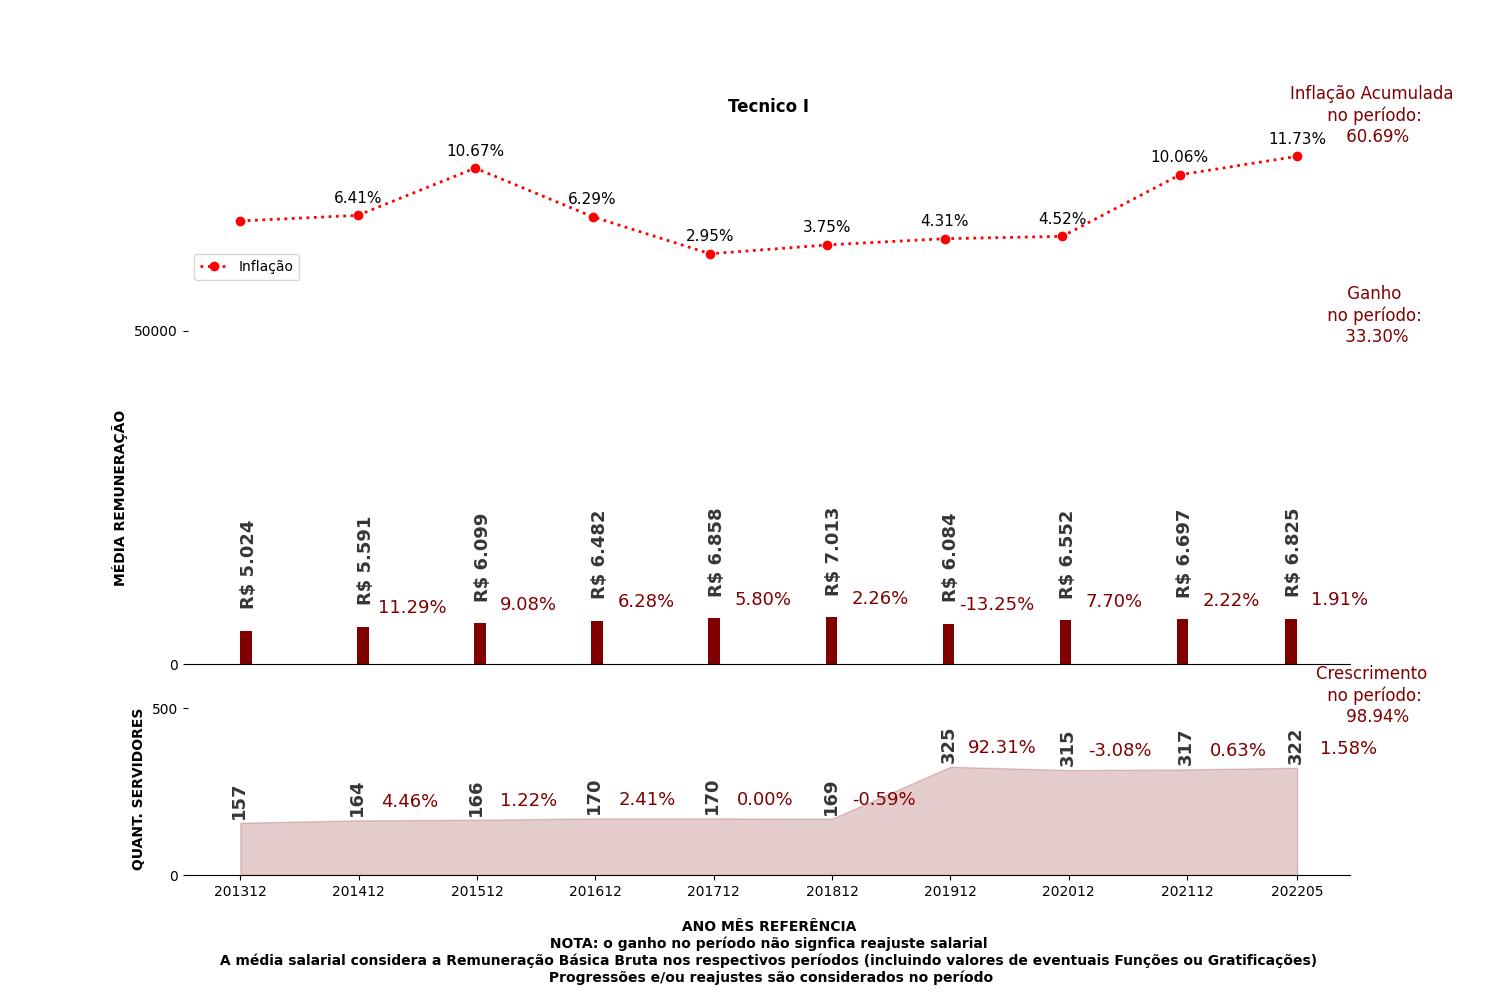 Tecnico I
Inflação Acumulada
no período:
60.69%
6.41%
10.67%
6.29%
2.95%
3.75%
4.31%
4.52%
10.06%
11.73%
Inflação
Ganho
no período:
33.30%
50000
0
MÉDIA REMUNERAÇÃO
R$ 5.024
R$ 5.591
R$ 6.099
R$ 6.482
R$ 6.858
R$ 7.013
R$ 6.084
R$ 6.552
R$ 6.697
R$ 6.825
11.29%
9.08%
6.28%
5.80%
2.26%
-13.25%
7.70%
2.22%
1.91%
Crescrimento
no período:
98.94%
500
0
QUANT. SERVIDORES
157
164
166
170
170
169
325
315
317
322
4.46%
1.22%
2.41%
0.00%
-0.59%
92.31%
-3.08%
0.63%
1.58%
201312
201412
201512
201612
201712
201812
201912
202012
202112
202205
ANO MÊS REFERÊNCIA
NOTA: o ganho no período não signfica reajuste salarial
A média salarial considera a Remuneração Básica Bruta nos respectivos períodos (incluindo valores de eventuais Funções ou Gratificações)
Progressões e/ou reajustes são considerados no período